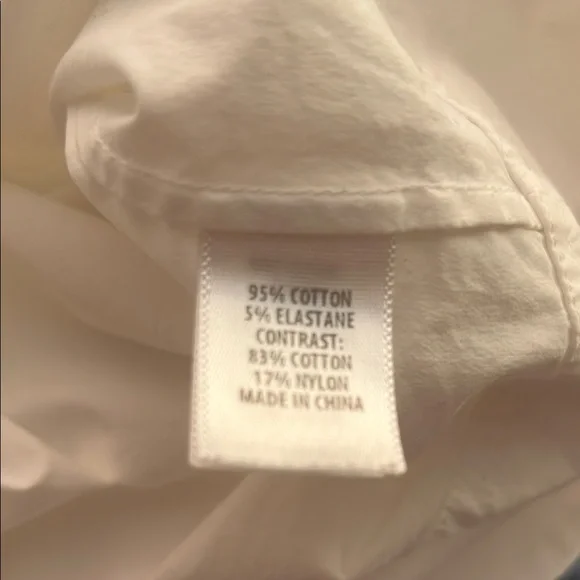 95% COTTON
5% ELASTANE
CONTRAST:
83% COTTON
17% NYLON
MADE IN CHINA